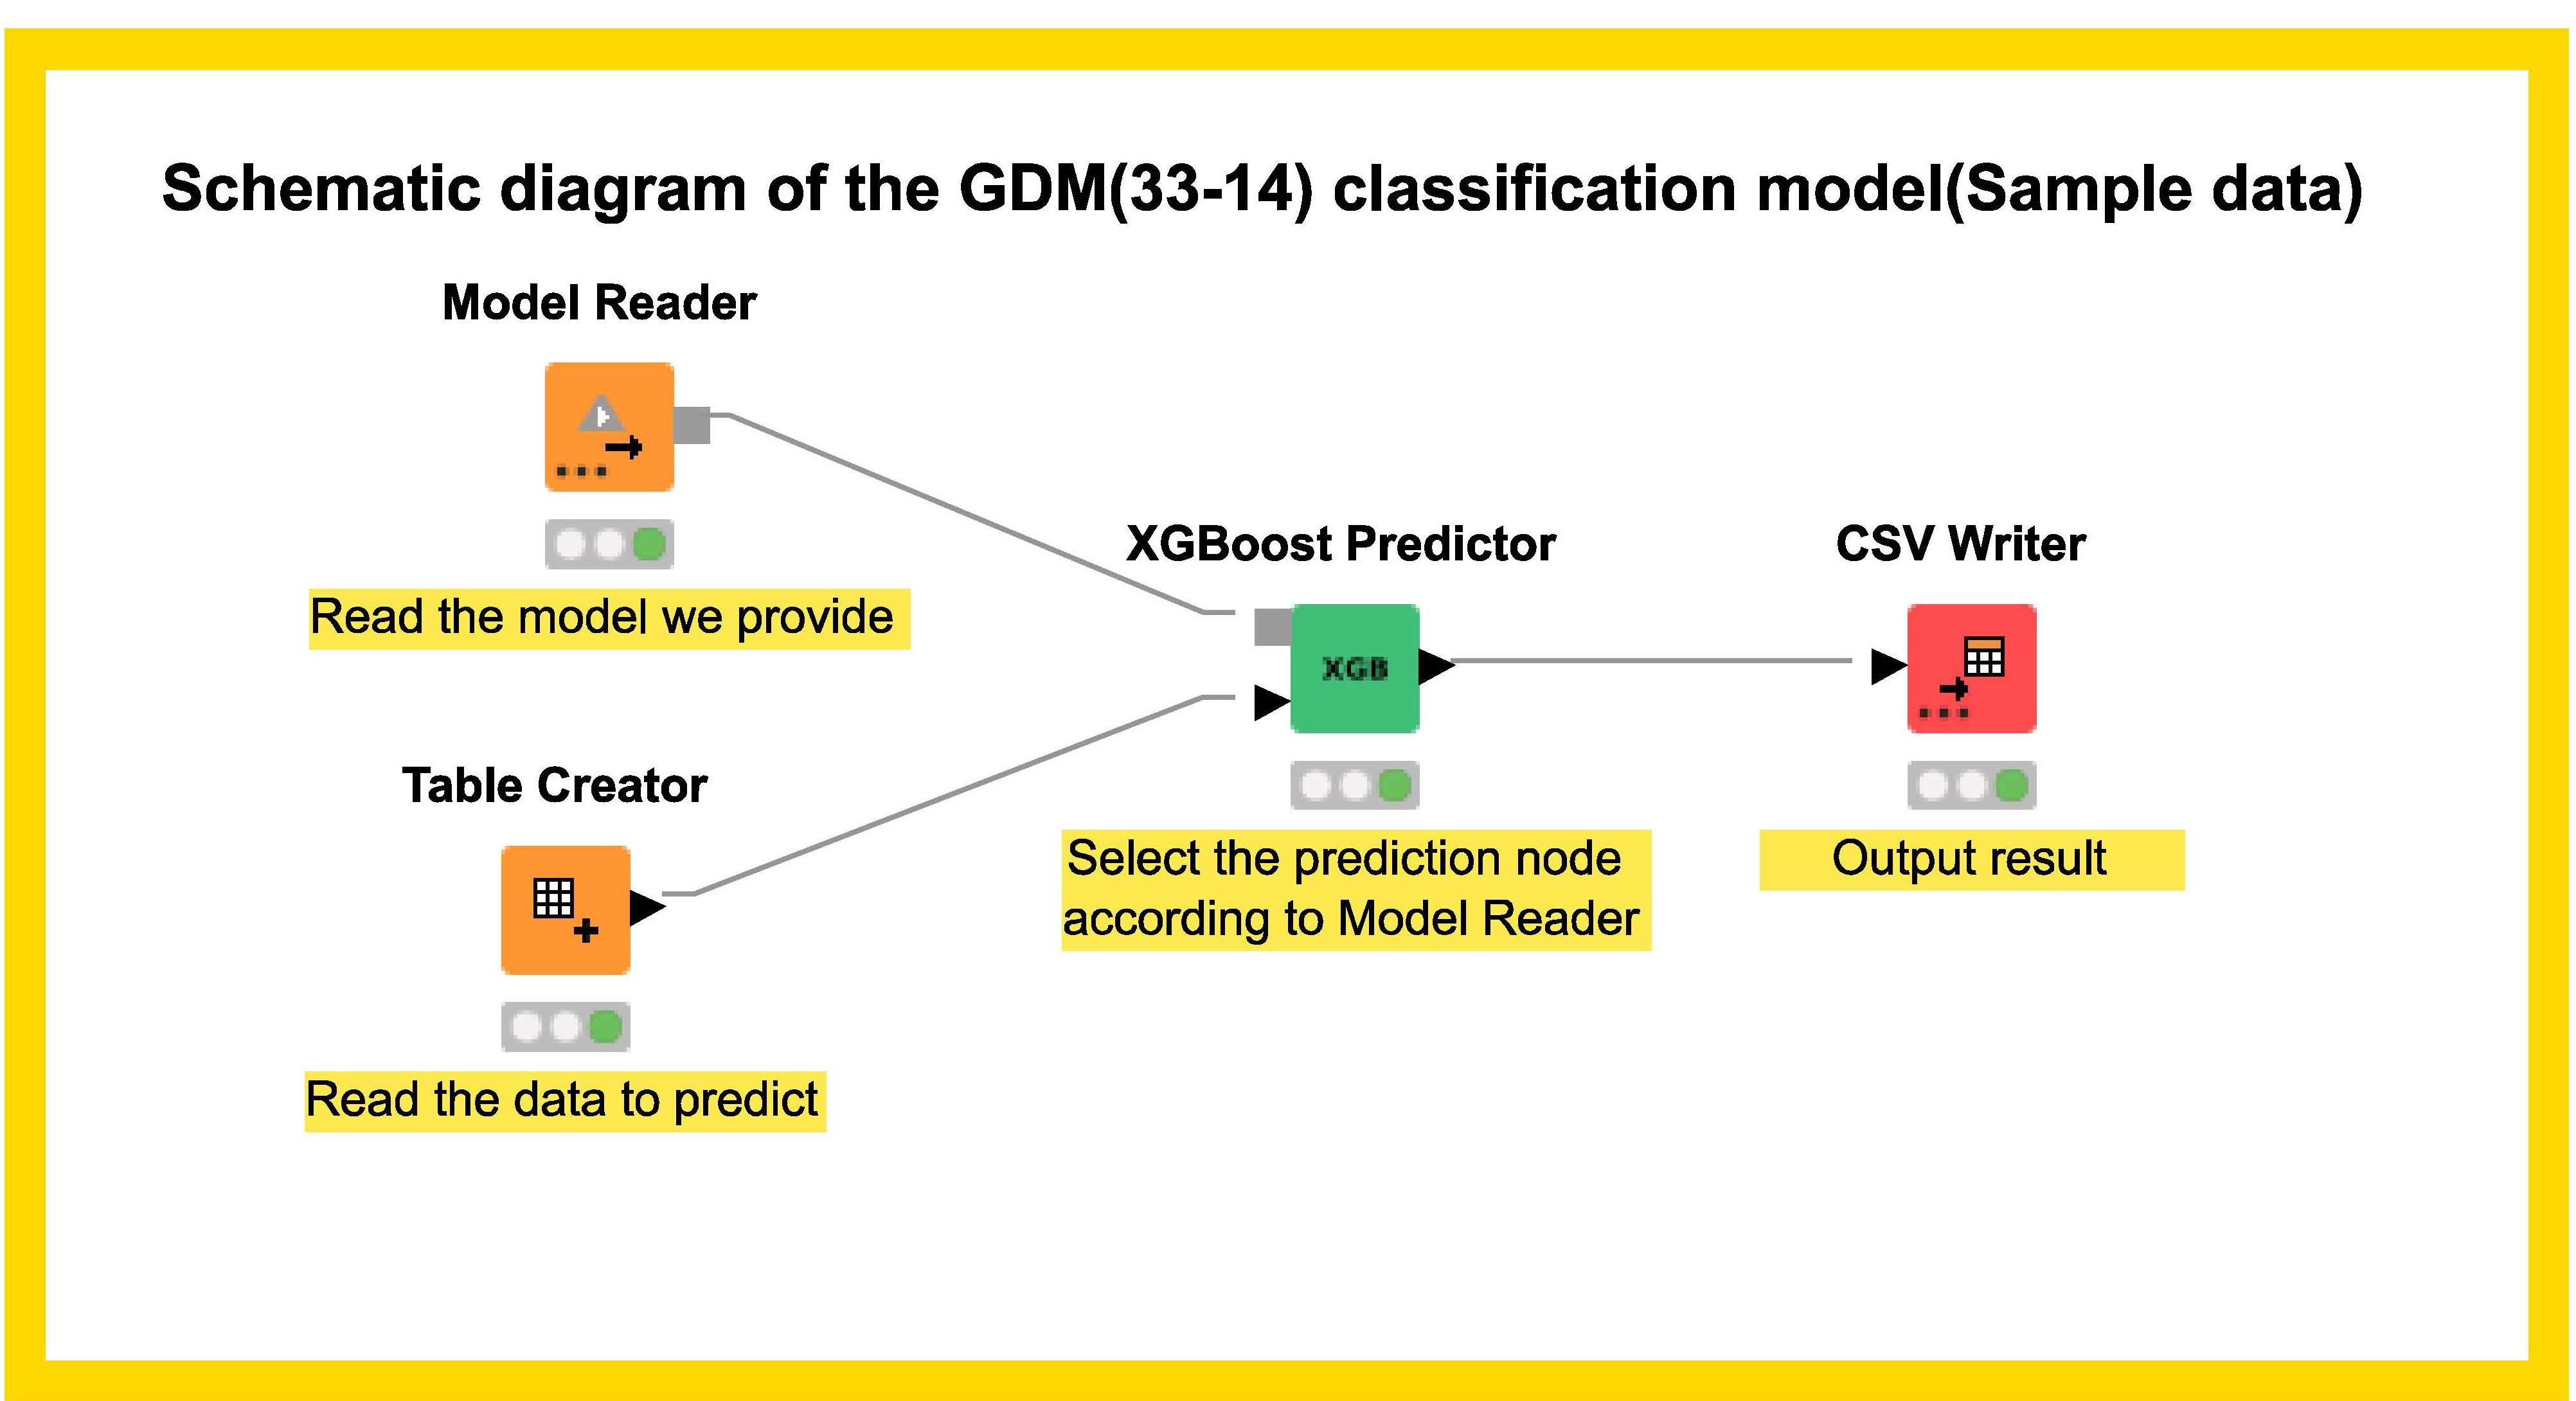 Schematic diagram of the GDM(33-14) classification model(Sample data)
Model Reader
Read the model we provide
XGBoost Predictor
XGB
Select the prediction node
according to Model Reader
CSV Writer
Output result
Table Creator
Read the data to predict